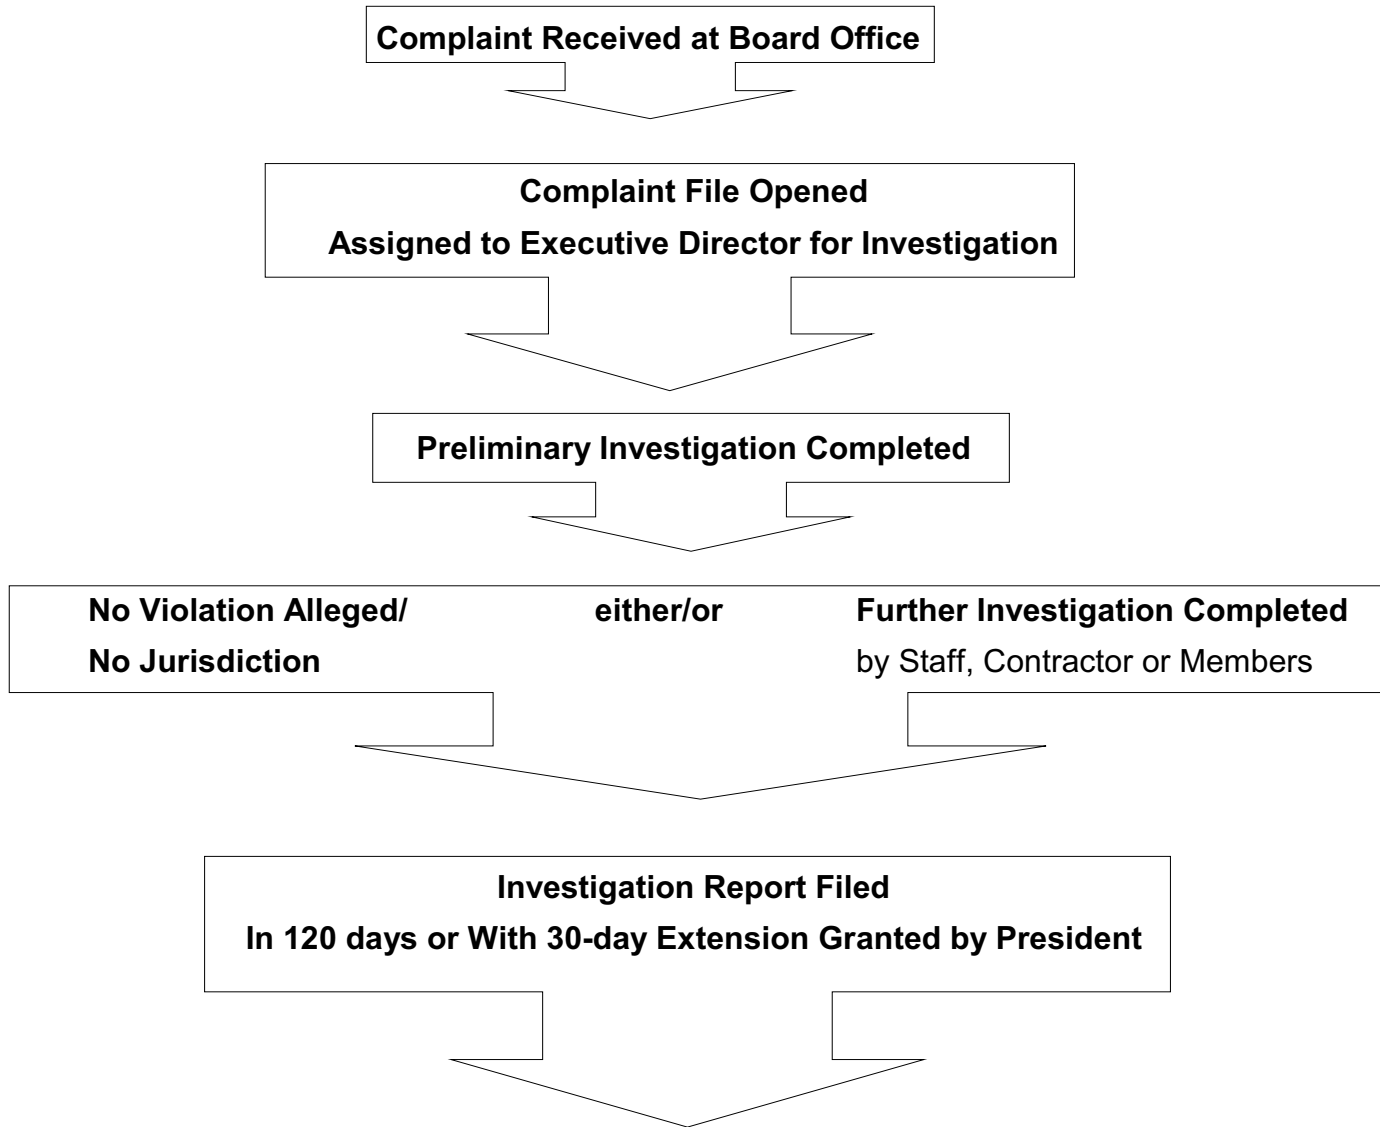 Complaint Received at Board Office
Complaint File Opened
Assigned to Executive Director for Investigation
Preliminary Investigation Completed
No Violation Alleged/ either/or Further Investigation Completed
No Jurisdiction by Staff, Contractor or Members
Investigation Report Filed
In 120 days or With 30-day Extension Granted by President